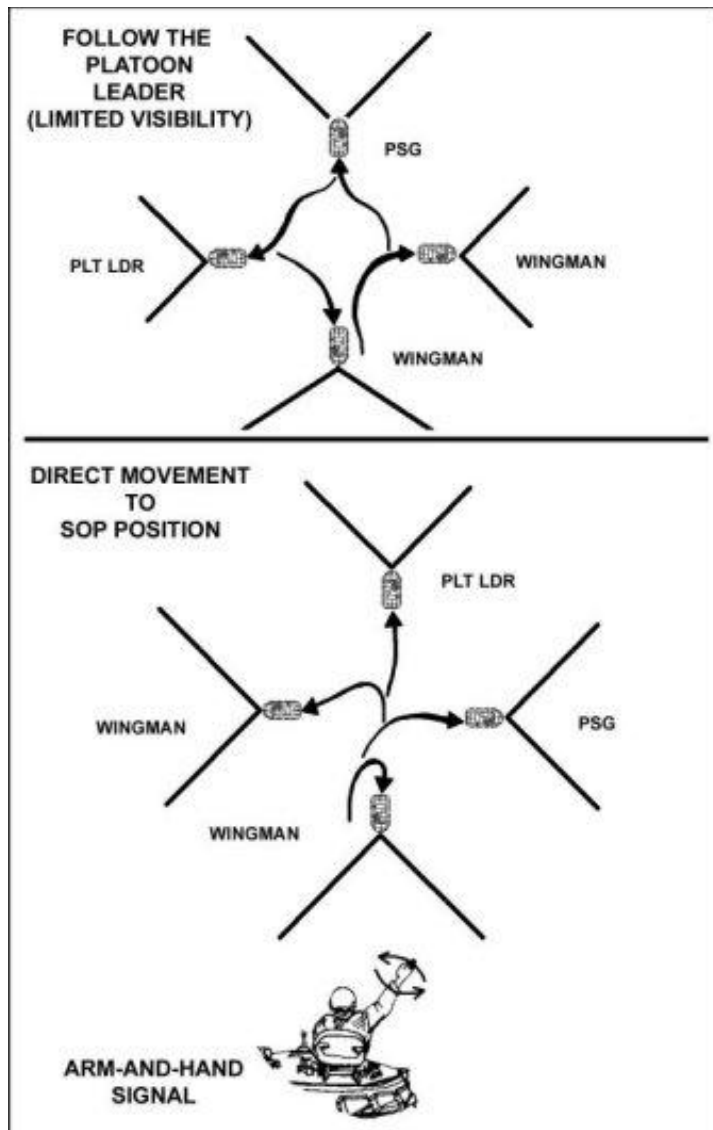 FOLLOW THE
PLATOON
LEADER
(LIMITED VISIBILITY)
PSG
PLT LDR
WINGMAN
WINGMAN
DIRECT MOVEMENT
TO
SOP POSITION
PLT LDR
WINGMAN
PSG
WINGMAN
ARM-AND-HAND
SIGNAL